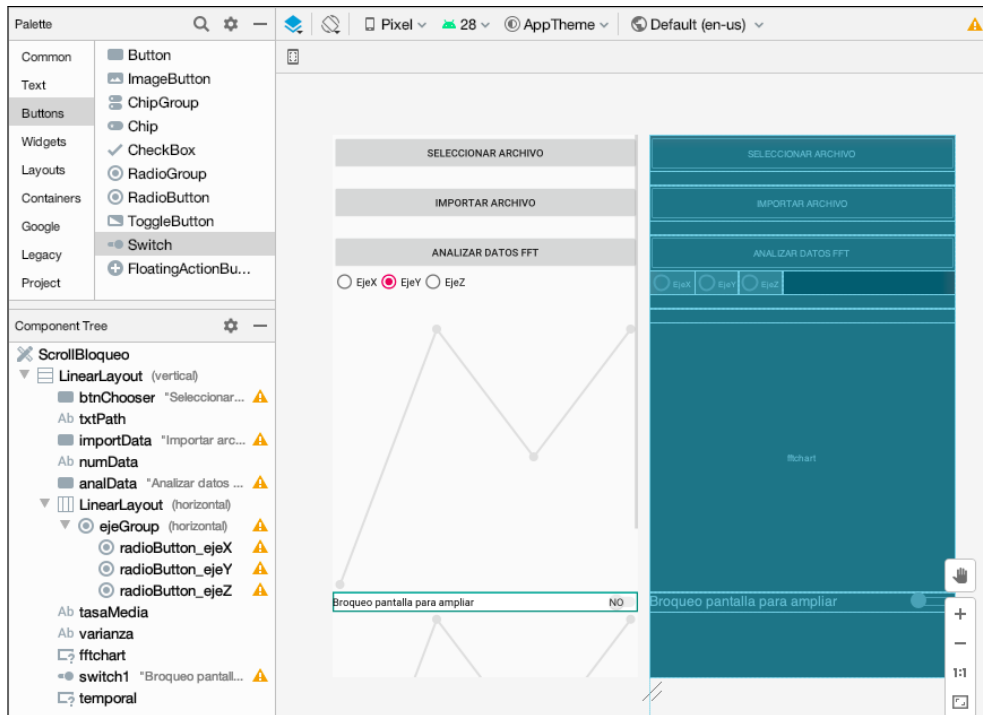 Palette
Pixel
28
AppTheme
Default (en-us)
Common
Text
Buttons
Widgets
Layouts
Containers
Google
Legacy
Project
Button
ImageButton
ChipGroup
Chip
CheckBox
RadioGroup
RadioButton
ToggleButton
Switch
FloatingActionBu...
Component Tree
ScrollBloqueo
LinearLayout (vertical)
btnChooser "Seleccionar...
Ab txtPath
importData "Importar arc...
Ab numData
analData "Analizar datos ...
LinearLayout (horizontal)
ejeGroup (horizontal)
radioButton_ejeX
radioButton_ejeY
radioButton_ejeZ
Ab tasaMedia
Ab varianza
fftchart
switch1 "Broqueo pantall...
temporal
SELECCIONAR ARCHIVO
IMPORTAR ARCHIVO
ANALIZAR DATOS FFT
EjeX EjeY EjeZ
Broqueo pantalla para ampliar NO
SELECCIONAR ARCHIVO
IMPORTAR ARCHIVO
ANALIZAR DATOS FFT
EjeX EjeY EjeZ
fftchart
Broqueo pantalla para ampliar
1:1